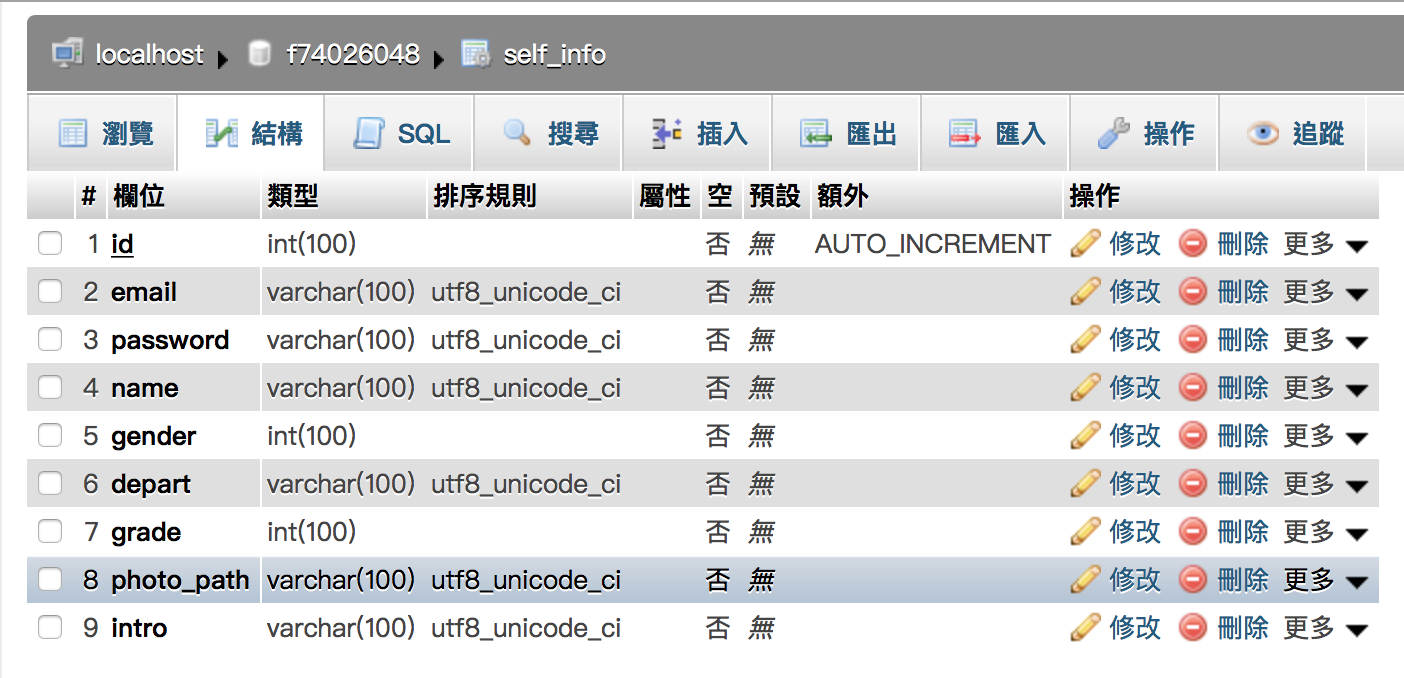 localhost f74026048 self_info
瀏覽 結構 SQL 搜尋 插入 匯出 匯入 操作 追蹤
# 欄位 類型 排序規則 屬性 空 預設 額外 操作
1 id int(100) 否 無 AUTO_INCREMENT 修改 刪除 更多
2 email varchar(100) utf8_unicode_ci 否 無 修改 刪除 更多
3 password varchar(100) utf8_unicode_ci 否 無 修改 刪除 更多
4 name varchar(100) utf8_unicode_ci 否 無 修改 刪除 更多
5 gender int(100) 否 無 修改 刪除 更多
6 depart varchar(100) utf8_unicode_ci 否 無 修改 刪除 更多
7 grade int(100) 否 無 修改 刪除 更多
8 photo_path varchar(100) utf8_unicode_ci 否 無 修改 刪除 更多
9 intro varchar(100) utf8_unicode_ci 否 無 修改 刪除 更多